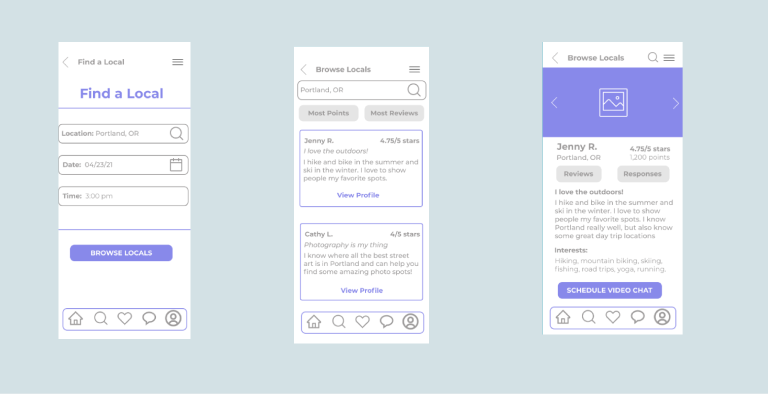 Find a Local
Find a Local
Location: Portland, OR
Date: 04/23/21
Time: 3:00 pm
BROWSE LOCALS
Browse Locals
Portland, OR
Most Points
Most Reviews
Jenny R. 4.75/5 stars
I love the outdoors!
I hike and bike in the summer and
ski in the winter. I love to show
people my favorite spots.
View Profile
Cathy L. 4/5 stars
Photography is my thing
I know where all the best street
art is in Portland and can help you
find some amazing photo spots!
View Profile
Browse Locals
Jenny R. 4.75/5 stars
Portland, OR 1,200 points
Reviews
Responses
I love the outdoors!
I hike and bike in the summer and
ski in the winter. I love to show
people my favorite spots. I know
Portland really well, but also know
some great day trip locations
Interests:
Hiking, mountain biking, skiing,
fishing, road trips, yoga, running.
SCHEDULE VIDEO CHAT